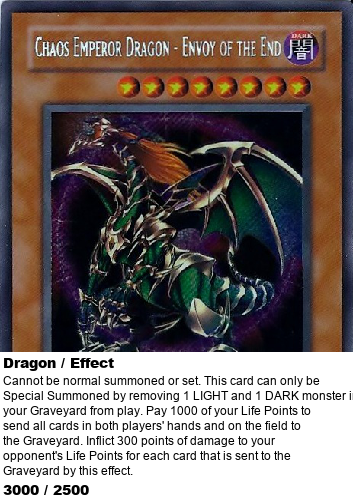 CHAOS EMPEROR DRAGON - ENVOY OF THE END
DARK
闇
Dragon / Effect
Cannot be normal summoned or set. This card can only be
Special Summoned by removing 1 LIGHT and 1 DARK monster i
your Graveyard from play. Pay 1000 of your Life Points to
send all cards in both players' hands and on the field to
the Graveyard. Inflict 300 points of damage to your
opponent's Life Points for each card that is sent to the
Graveyard by this effect.
3000 / 2500